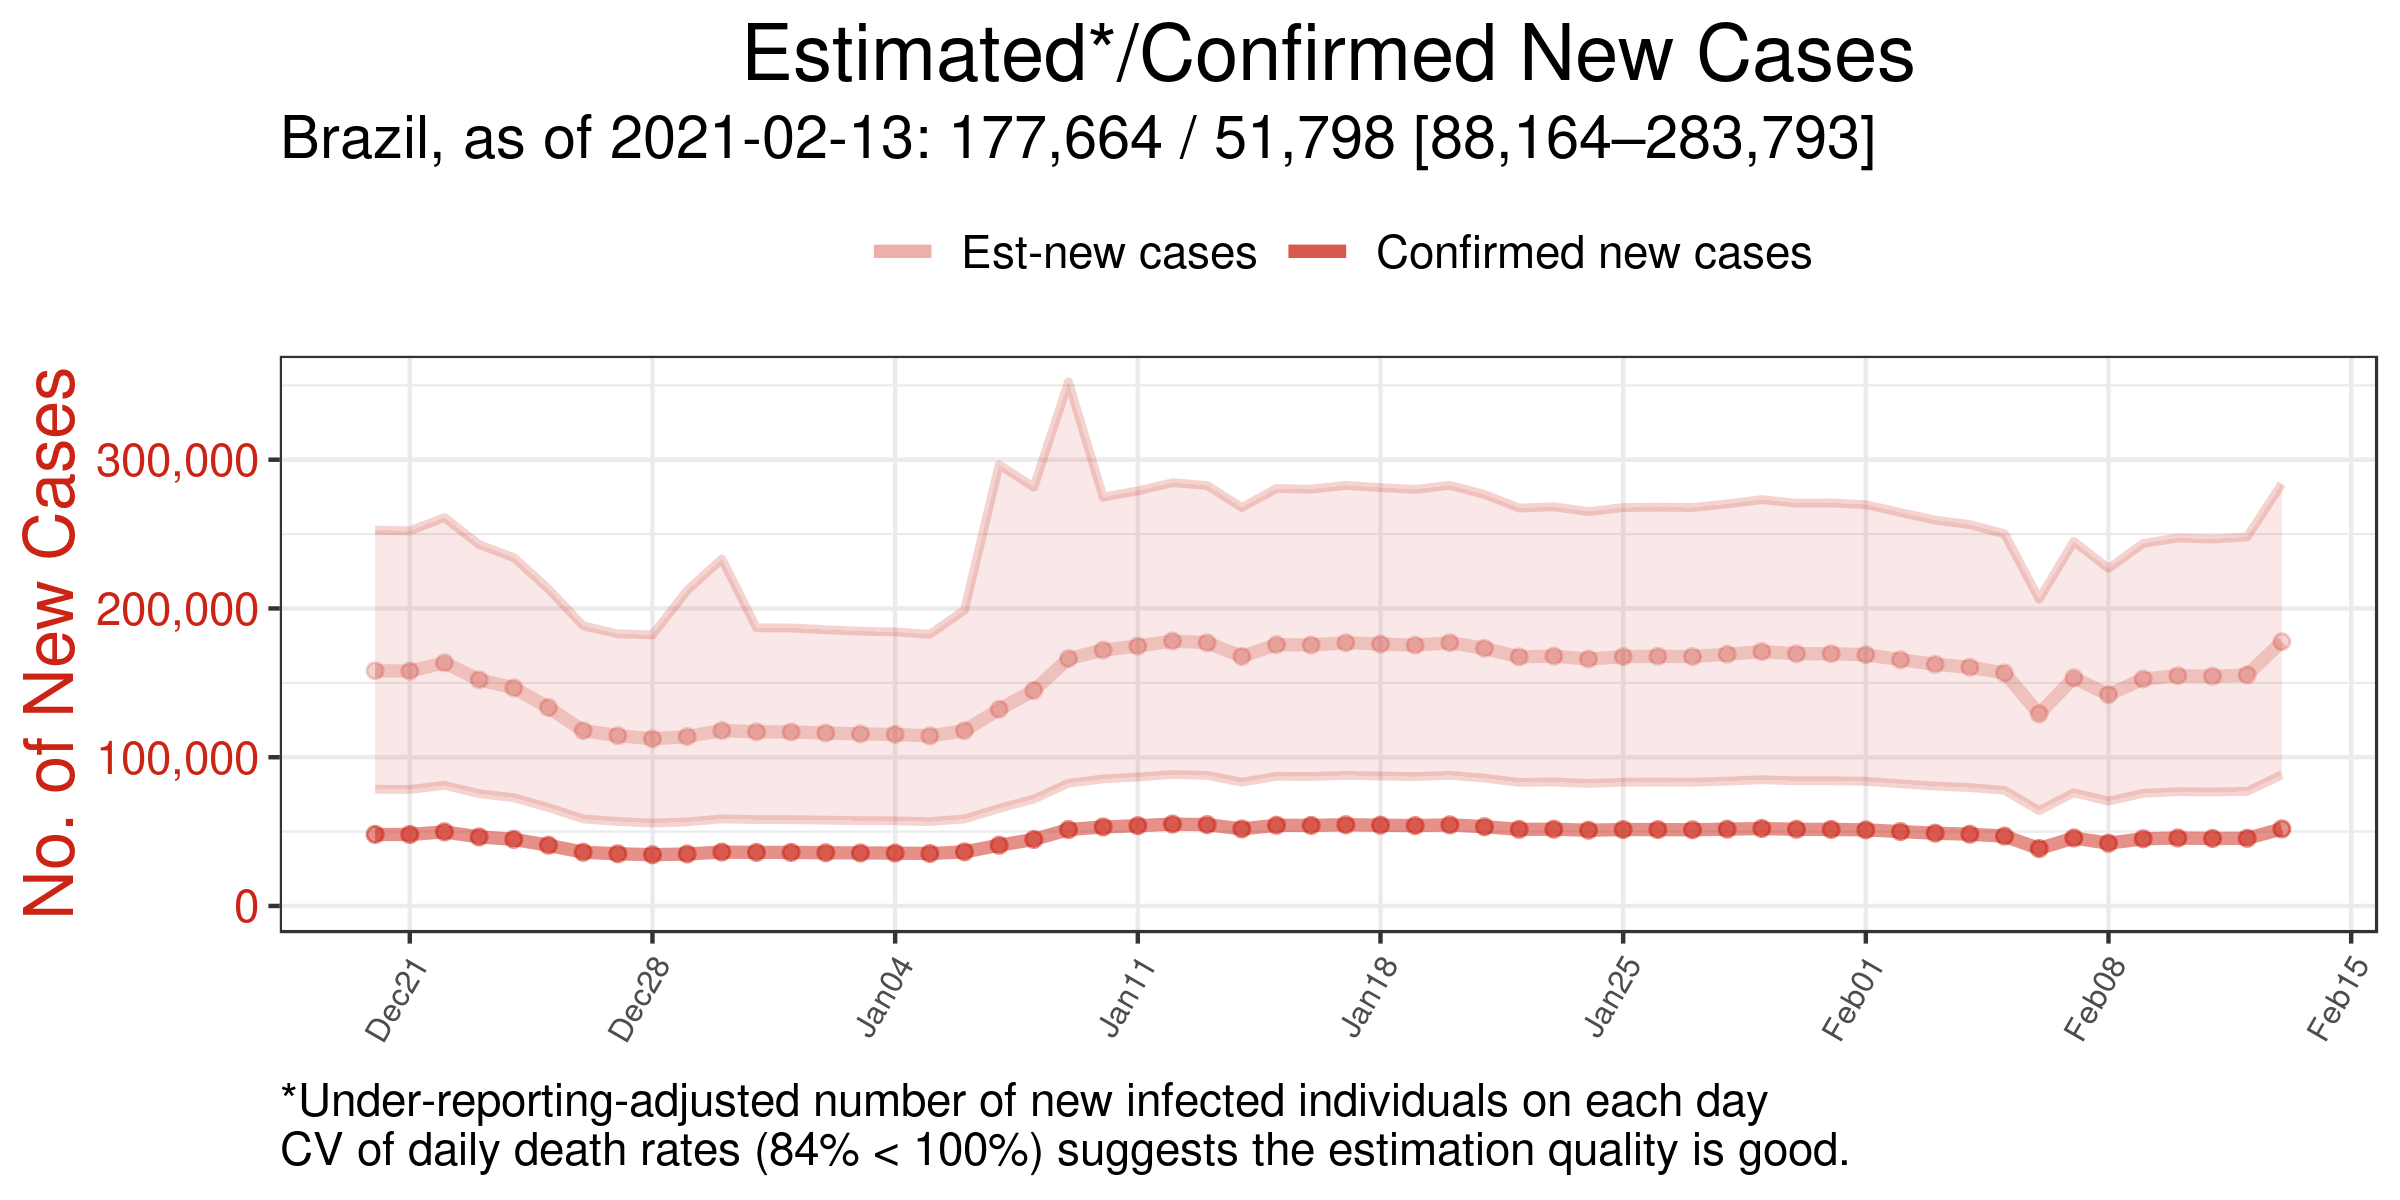 Estimated*/Confirmed New Cases
Brazil, as of 2021-02-13: 177,664 / 51,798 [88,164–283,793]
Est-new cases
Confirmed new cases
No. of New Cases
300,000
200,000
100,000
0
Dec21
Dec28
Jan04
Jan11
Jan18
Jan25
Feb01
Feb08
Feb15
*Under-reporting-adjusted number of new infected individuals on each day
CV of daily death rates (84% < 100%) suggests the estimation quality is good.